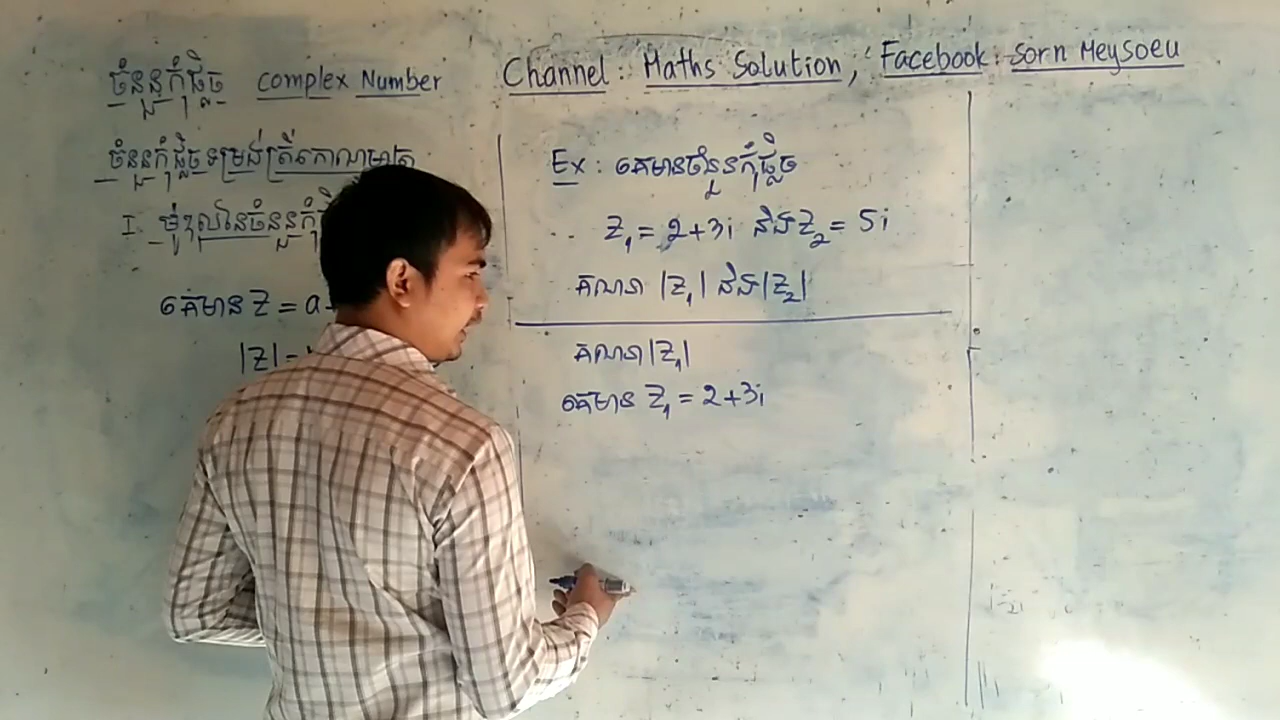 ចំនួនកុំផ្លិច Complex Number
Channel : Maths Solution, Facebook : Sorn Meysoeu
ចំនួនកុំផ្លិចទម្រង់ត្រីកោណមាត្រ
I. ម៉ូឌុលនៃចំនួនកុំ
គេមាន Z = a
|Z| =
Ex : គេមានចំនួនកុំផ្លិច
Z₁ = 2+3i និង Z₂ = 5i
គណនា |Z₁| និង |Z₂|
គណនា |Z₁|
គេមាន Z₁ = 2+3i